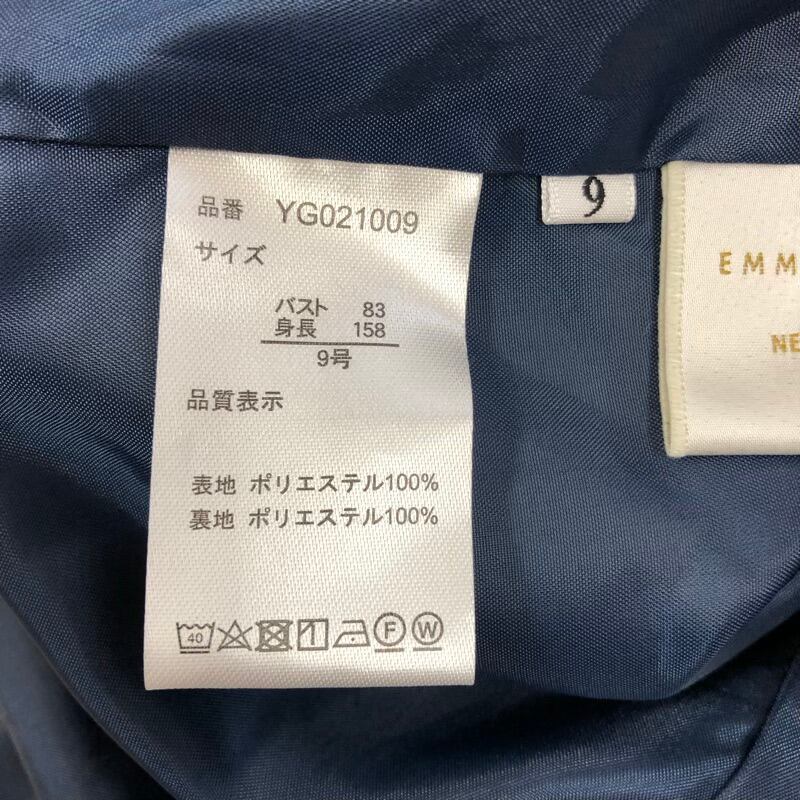 品番 YG021009
サイズ
バスト 83
身長 158
9号
品質表示
表地 ポリエステル100%
裏地 ポリエステル100%
40
F
W
9
EMM
NE